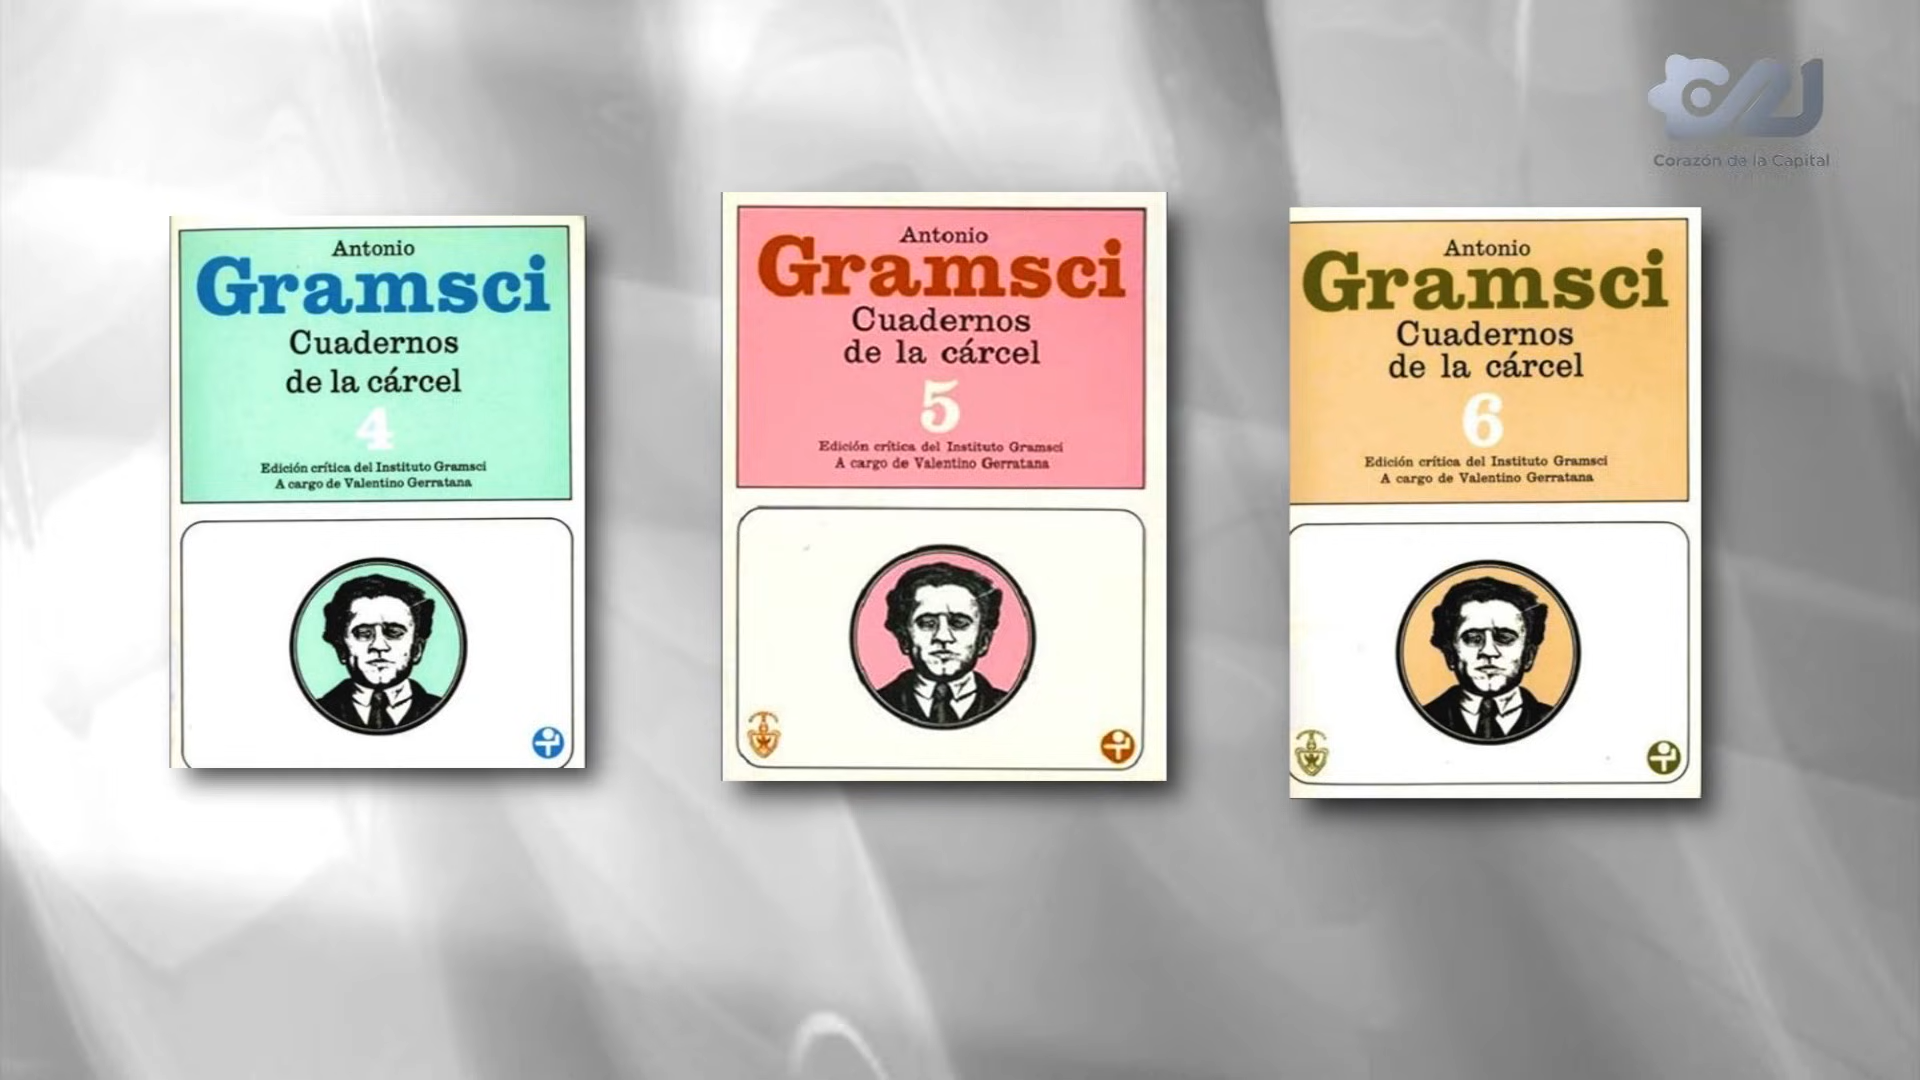 Corazón de la Capital
Antonio
Gramsci
Cuadernos
de la cárcel
4
Edición crítica del Instituto Gramsci
A cargo de Valentino Gerratana
Antonio
Gramsci
Cuadernos
de la cárcel
5
Edición crítica del Instituto Gramsci
A cargo de Valentino Gerratana
Antonio
Gramsci
Cuadernos
de la cárcel
6
Edición crítica del Instituto Gramsci
A cargo de Valentino Gerratana